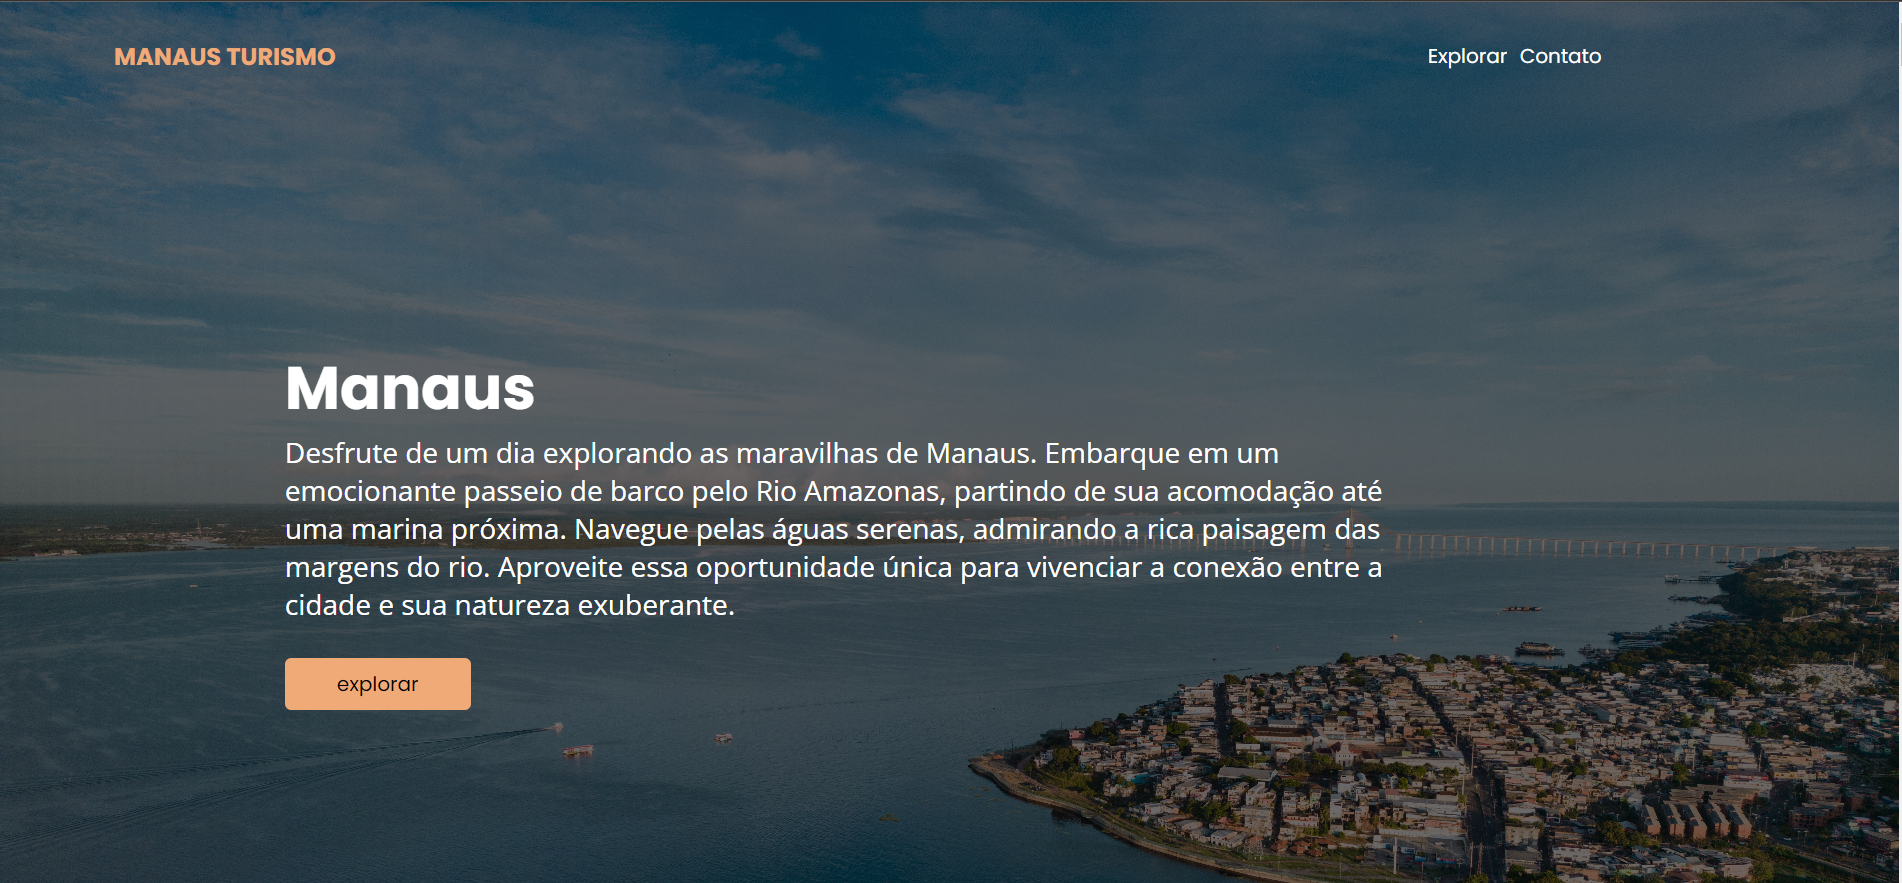 MANAUS TURISMO
Explorar Contato
Manaus
Desfrute de um dia explorando as maravilhas de Manaus. Embarque em um
emocionante passeio de barco pelo Rio Amazonas, partindo de sua acomodação até
uma marina próxima. Navegue pelas águas serenas, admirando a rica paisagem das
margens do rio. Aproveite essa oportunidade única para vivenciar a conexão entre a
cidade e sua natureza exuberante.
explorar